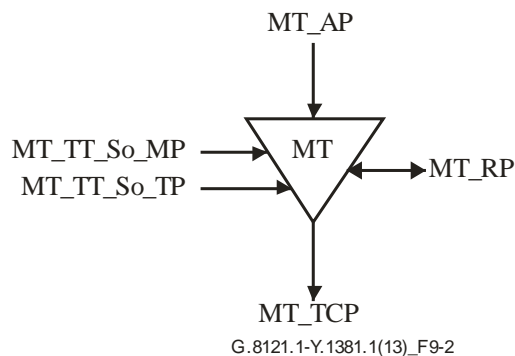 MT_AP
MT_TT_So_MP
MT
MT_TT_So_TP
MT_RP
MT_TCP
G.8121.1-Y.1381.1(13)_F9-2